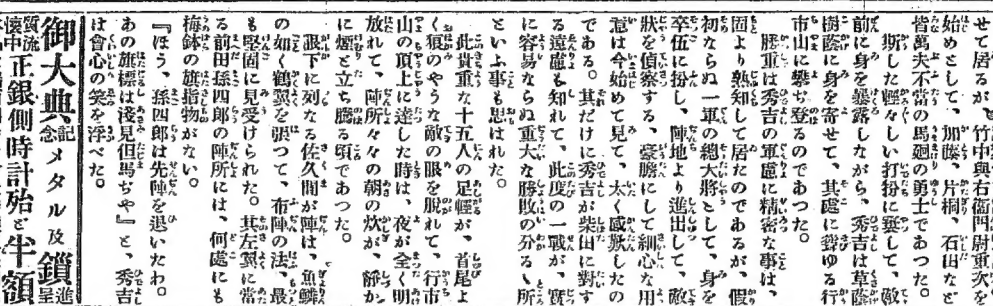 せて居るが、竹中與右衞門尉重次を
始めとして、加藤、片桐、石田など
皆萬夫不當の馬廻の勇士であつた。
斯した輕々しい打扮に窶して、敵
前に身を暴露しながら、秀吉は草蔭
樹蔭に身を寄せて、其處に聳ゆる行
市山に攀ぢ登るのであつた。
勝重は秀吉の軍慮に精密な事は、
固より熟知して居たのであるが、假
初ならぬ一軍の總大將として、身を
卒伍に扮し、陣地より進出して、敵
狀を偵察する、豪膽にして細心な用
意は今始めて見て、太く感歎したの
である。其だけに秀吉が柴田に對す
る遠慮も知れて、此度の一戰が、實
に容易ならぬ重大な勝敗の分るゝ所
といふ事も思はれた。
此貴重な十五人の足輕が、首尾よ
く猿のやうな敵の眼を脫れて、行市
山の頂上に達した時は、夜が全く明
放れて、陣所々々の朝の炊が、靜か
に煙と立ち騰る頃であつた。
眼下に列なる佐久間が陣は、魚鱗
の如く鶴翼を張つて、布陣の法、最
も堅固に見受けられた。其左翼に當
る前田孫四郞の陣所には、何處にも
梅鉢の旗指物がない。
『ほう、孫四郞は先陣を退いたわ。
あの旗標は淺見但馬ぢや』と、秀吉
は會心の笑を浮べた。
御大典記念メタル及鎖進呈
質流懷中正銀側時計殆ど半額